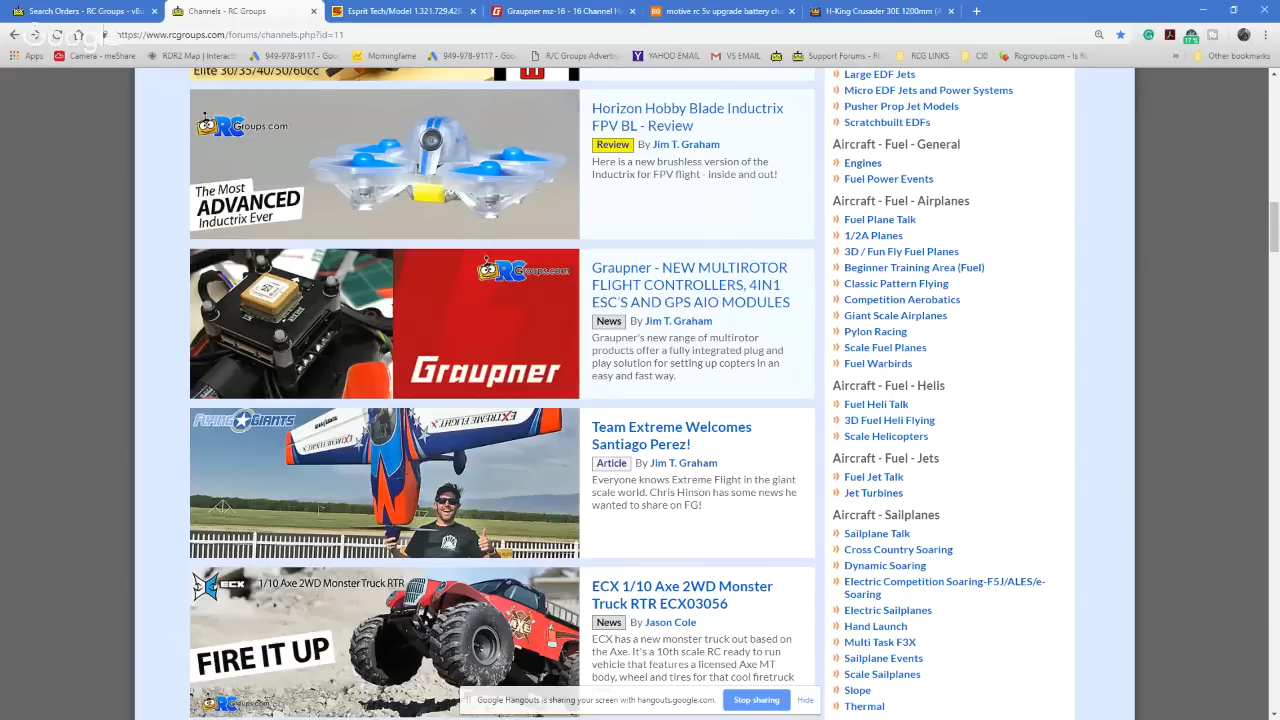 Search Orders - RC Groups - vBu
Channels - RC Groups
Esprit Tech/Model 1.321.729.428
Graupner mz-16 - 16 Channel H
motive rc 5v upgrade battery ch
H-King Crusader 30E 1200mm (A
Google
https://www.rcgroups.com/forums/channels.php?id=11
17%
Apps
Camera - meShare
RDR2 Map | Interact
949-978-9117 - Goo
Morningfame
949-978-9117 - Goo
R/C Groups Advertis
YAHOO EMAIL
VS EMAIL
Support Forums - R
RCG LINKS
CJ0
Rcgroups.com - Is RC
Other bookmarks
Elite 30/35/40/50/60cc
RCGroups.com
The Most
ADVANCED
Inductrix Ever
Horizon Hobby Blade Inductrix
FPV BL - Review
Review By Jim T. Graham
Here is a new brushless version of the
Inductrix for FPV flight - inside and out!
RCGroups.com
Graupner
Graupner - NEW MULTIROTOR
FLIGHT CONTROLLERS, 4IN1
ESC'S AND GPS AIO MODULES
News By Jim T. Graham
Graupner's new range of multirotor
products offer a fully integrated plug and
play solution for setting up copters in an
easy and fast way.
FLYING GIANTS
EXTREME FLIGHT
Team Extreme Welcomes
Santiago Perez!
Article By Jim T. Graham
Everyone knows Extreme Flight in the giant
scale world. Chris Hinson has some news he
wanted to share on FG!
ECX 1/10 Axe 2WD Monster Truck RTR
FIRE IT UP
RCGroups.com
ECX 1/10 Axe 2WD Monster
Truck RTR ECX03056
News By Jason Cole
ECX has a new monster truck out based on
the Axe. It's a 10th scale RC ready to run
vehicle that features a licensed Axe MT
body, wheel and tires for that cool firetruck
Google Hangouts is sharing your screen with hangouts.google.com.
Stop sharing
Hide
Large EDF Jets
Micro EDF Jets and Power Systems
Pusher Prop Jet Models
Scratchbuilt EDFs
Aircraft - Fuel - General
Engines
Fuel Power Events
Aircraft - Fuel - Airplanes
Fuel Plane Talk
1/2A Planes
3D / Fun Fly Fuel Planes
Beginner Training Area (Fuel)
Classic Pattern Flying
Competition Aerobatics
Giant Scale Airplanes
Pylon Racing
Scale Fuel Planes
Fuel Warbirds
Aircraft - Fuel - Helis
Fuel Heli Talk
3D Fuel Heli Flying
Scale Helicopters
Aircraft - Fuel - Jets
Fuel Jet Talk
Jet Turbines
Aircraft - Sailplanes
Sailplane Talk
Cross Country Soaring
Dynamic Soaring
Electric Competition Soaring-F5J/ALES/e-
Soaring
Electric Sailplanes
Hand Launch
Multi Task F3X
Sailplane Events
Scale Sailplanes
Slope
Thermal